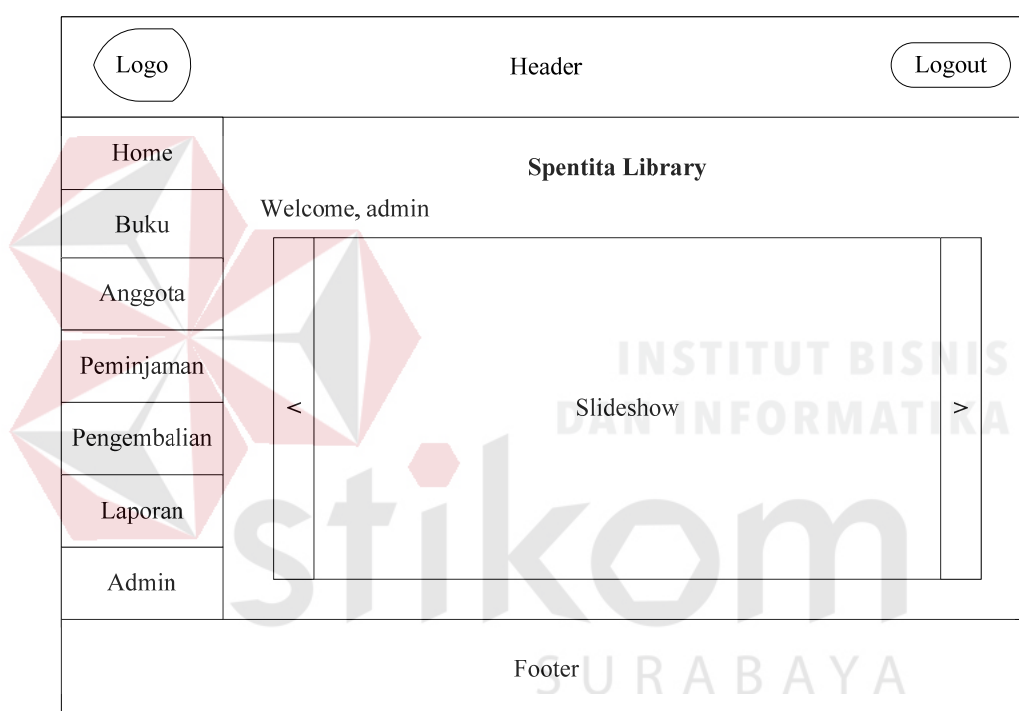 Logo
Header
Logout
Home
Buku
Anggota
Peminjaman
Pengembalian
Laporan
Admin
Spentita Library
Welcome, admin
<
Slideshow
>
Footer
INSTITUT BISNIS
DAN INFORMATIKA
stikom
SURABAYA